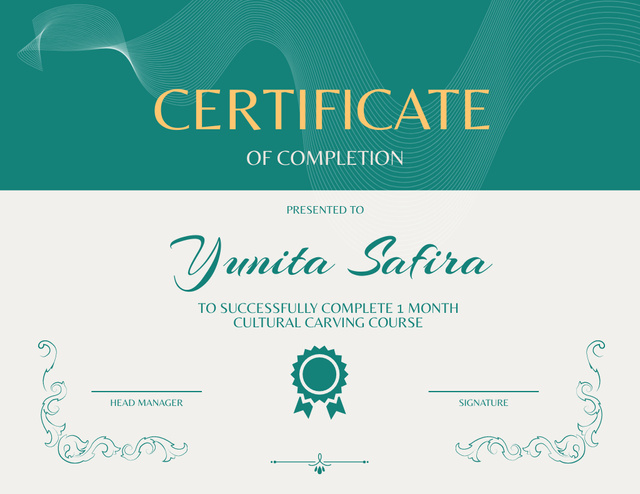 CERTIFICATE
OF COMPLETION
PRESENTED TO
Yunita Safira
TO SUCCESSFULLY COMPLETE 1 MONTH
CULTURAL CARVING COURSE
HEAD MANAGER
SIGNATURE